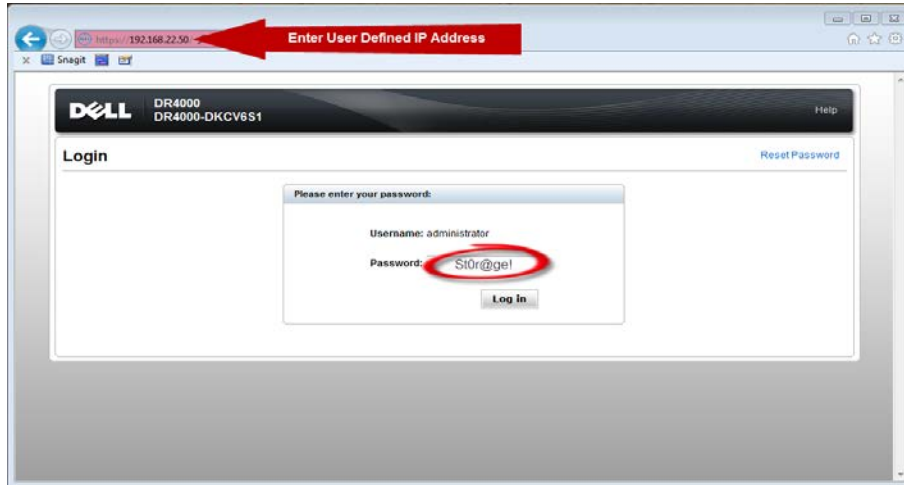 https://192.168.22.50/
Enter User Defined IP Address
x Snagit
DELL
DR4000
DR4000-DKCV6S1
Help
Login
Reset Password
Please enter your password:
Username: administrator
Password: St0r@ge!
Log in